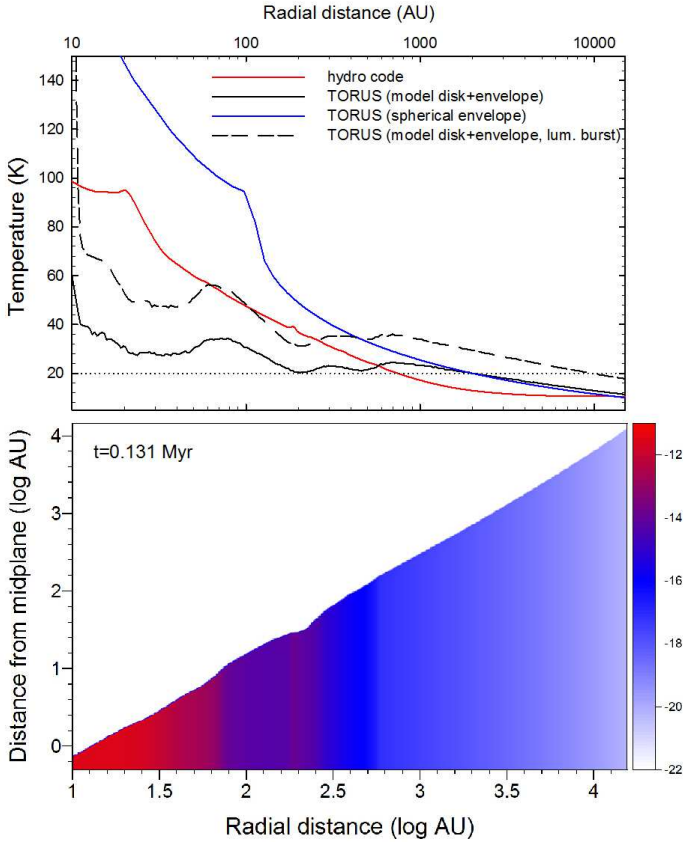 Radial distance (AU)
10 100 1000 10000
140
120
100
80
60
40
20
Temperature (K)
hydro code
TORUS (model disk+envelope)
TORUS (spherical envelope)
TORUS (model disk+envelope, lum. burst)
t=0.131 Myr
4
3
2
1
0
Distance from midplane (log AU)
-12
-14
-16
-18
-20
-22
1 1.5 2 2.5 3 3.5 4
Radial distance (log AU)